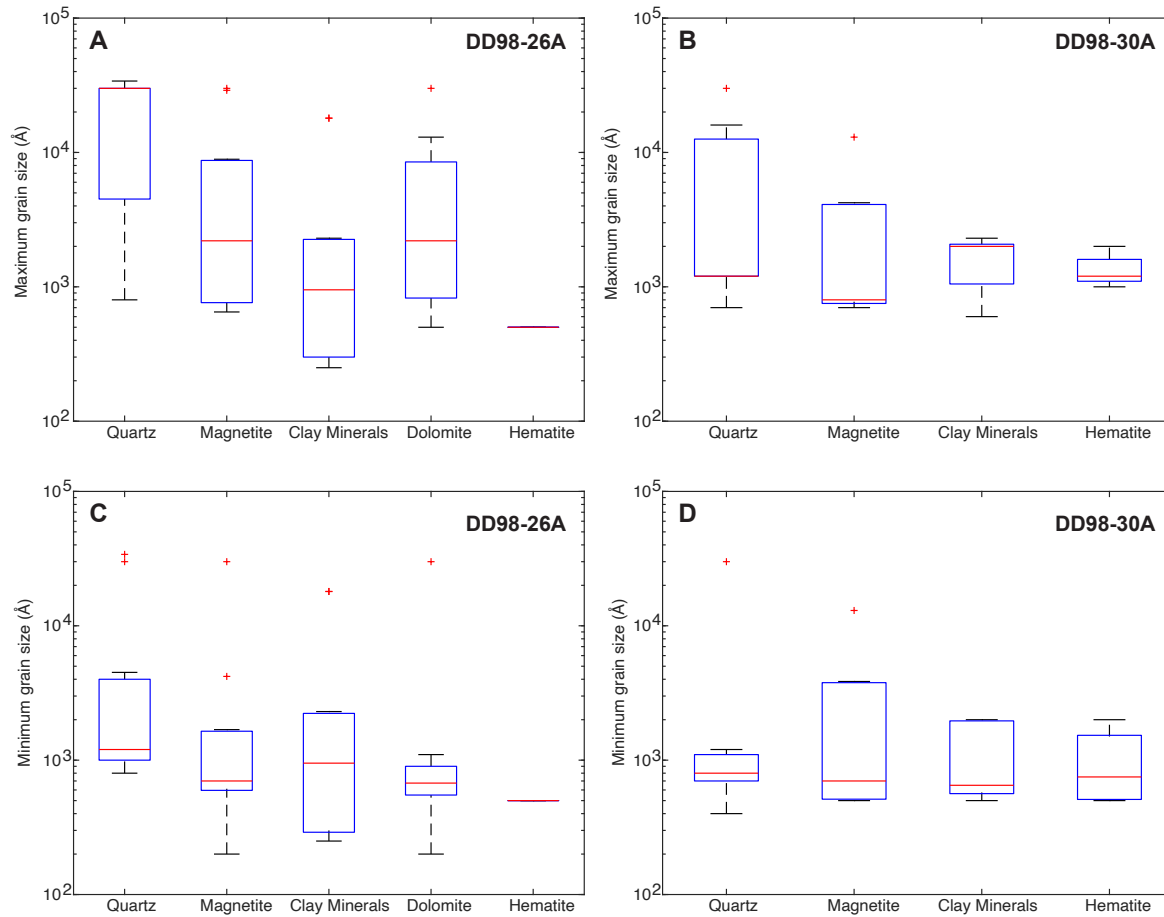 A
DD98-26A
Maximum grain size (Å)
10^5
10^4
10^3
10^2
Quartz Magnetite Clay Minerals Dolomite Hematite
B
DD98-30A
Maximum grain size (Å)
10^5
10^4
10^3
10^2
Quartz Magnetite Clay Minerals Hematite
C
DD98-26A
Minimum grain size (Å)
10^5
10^4
10^3
10^2
Quartz Magnetite Clay Minerals Dolomite Hematite
D
DD98-30A
Minimum grain size (Å)
10^5
10^4
10^3
10^2
Quartz Magnetite Clay Minerals Hematite